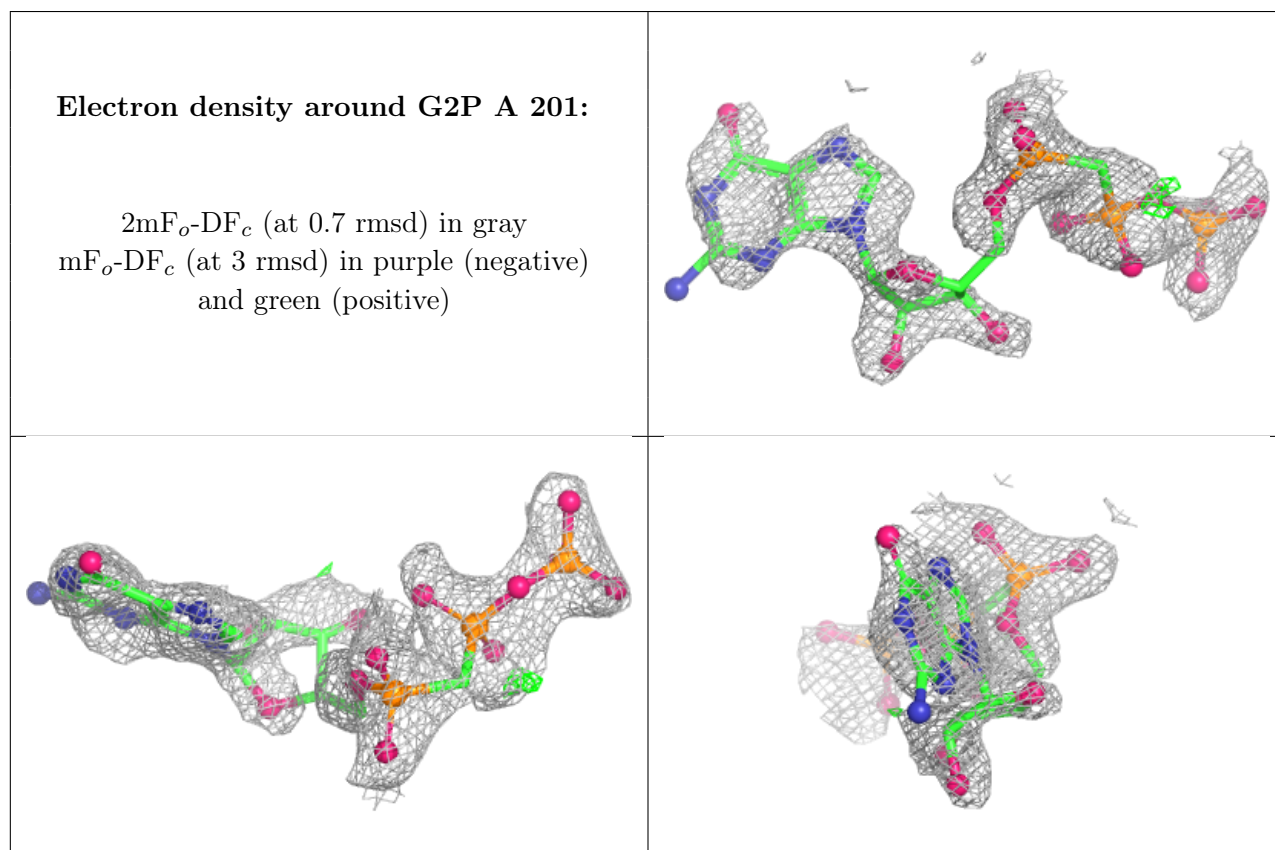 Electron density around G2P A 201:
2mFo-DFc (at 0.7 rmsd) in gray
mFo-DFc (at 3 rmsd) in purple (negative)
and green (positive)